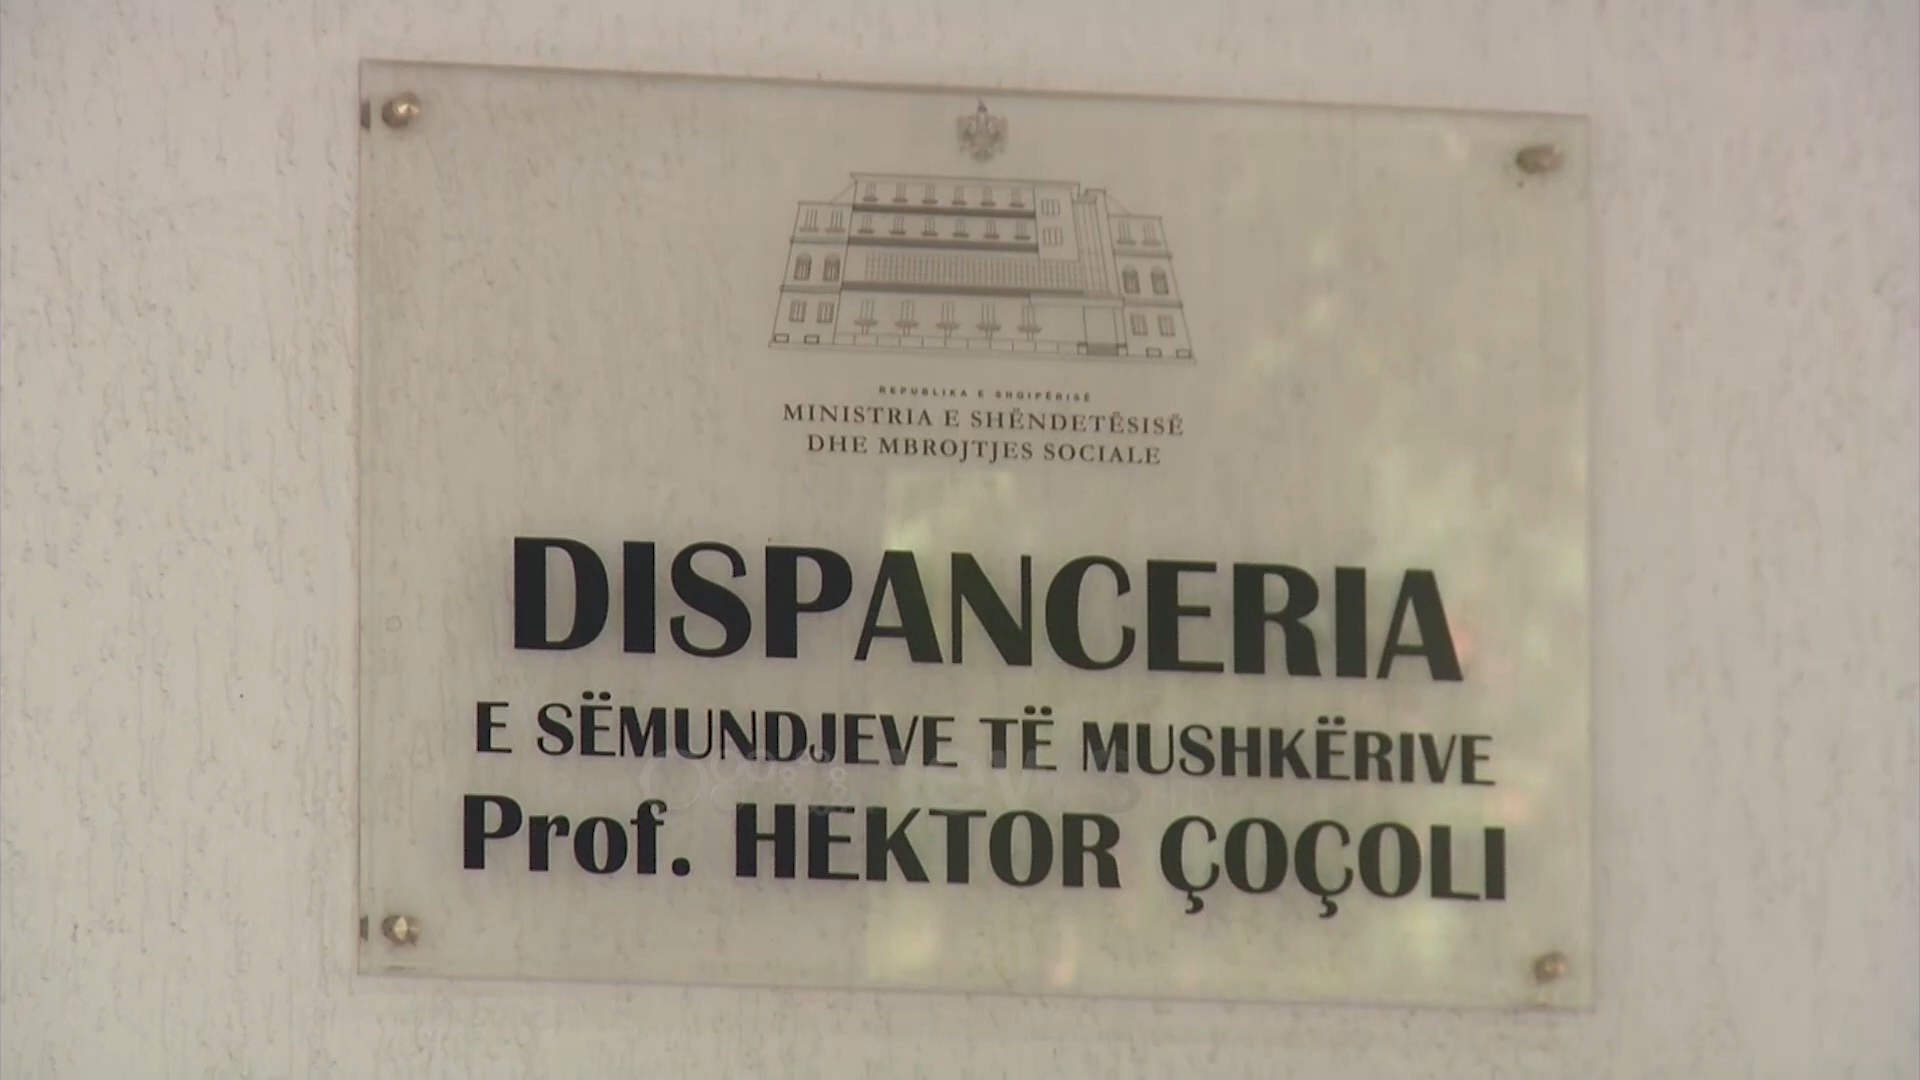 REPUBLIKA E SHQIPËRISË
MINISTRIA E SHËNDETËSISË
DHE MBROJTJES SOCIALE
DISPANCERIA
E SËMUNDJEVE TË MUSHKËRIVE
Prof. HEKTOR ÇOÇOLI